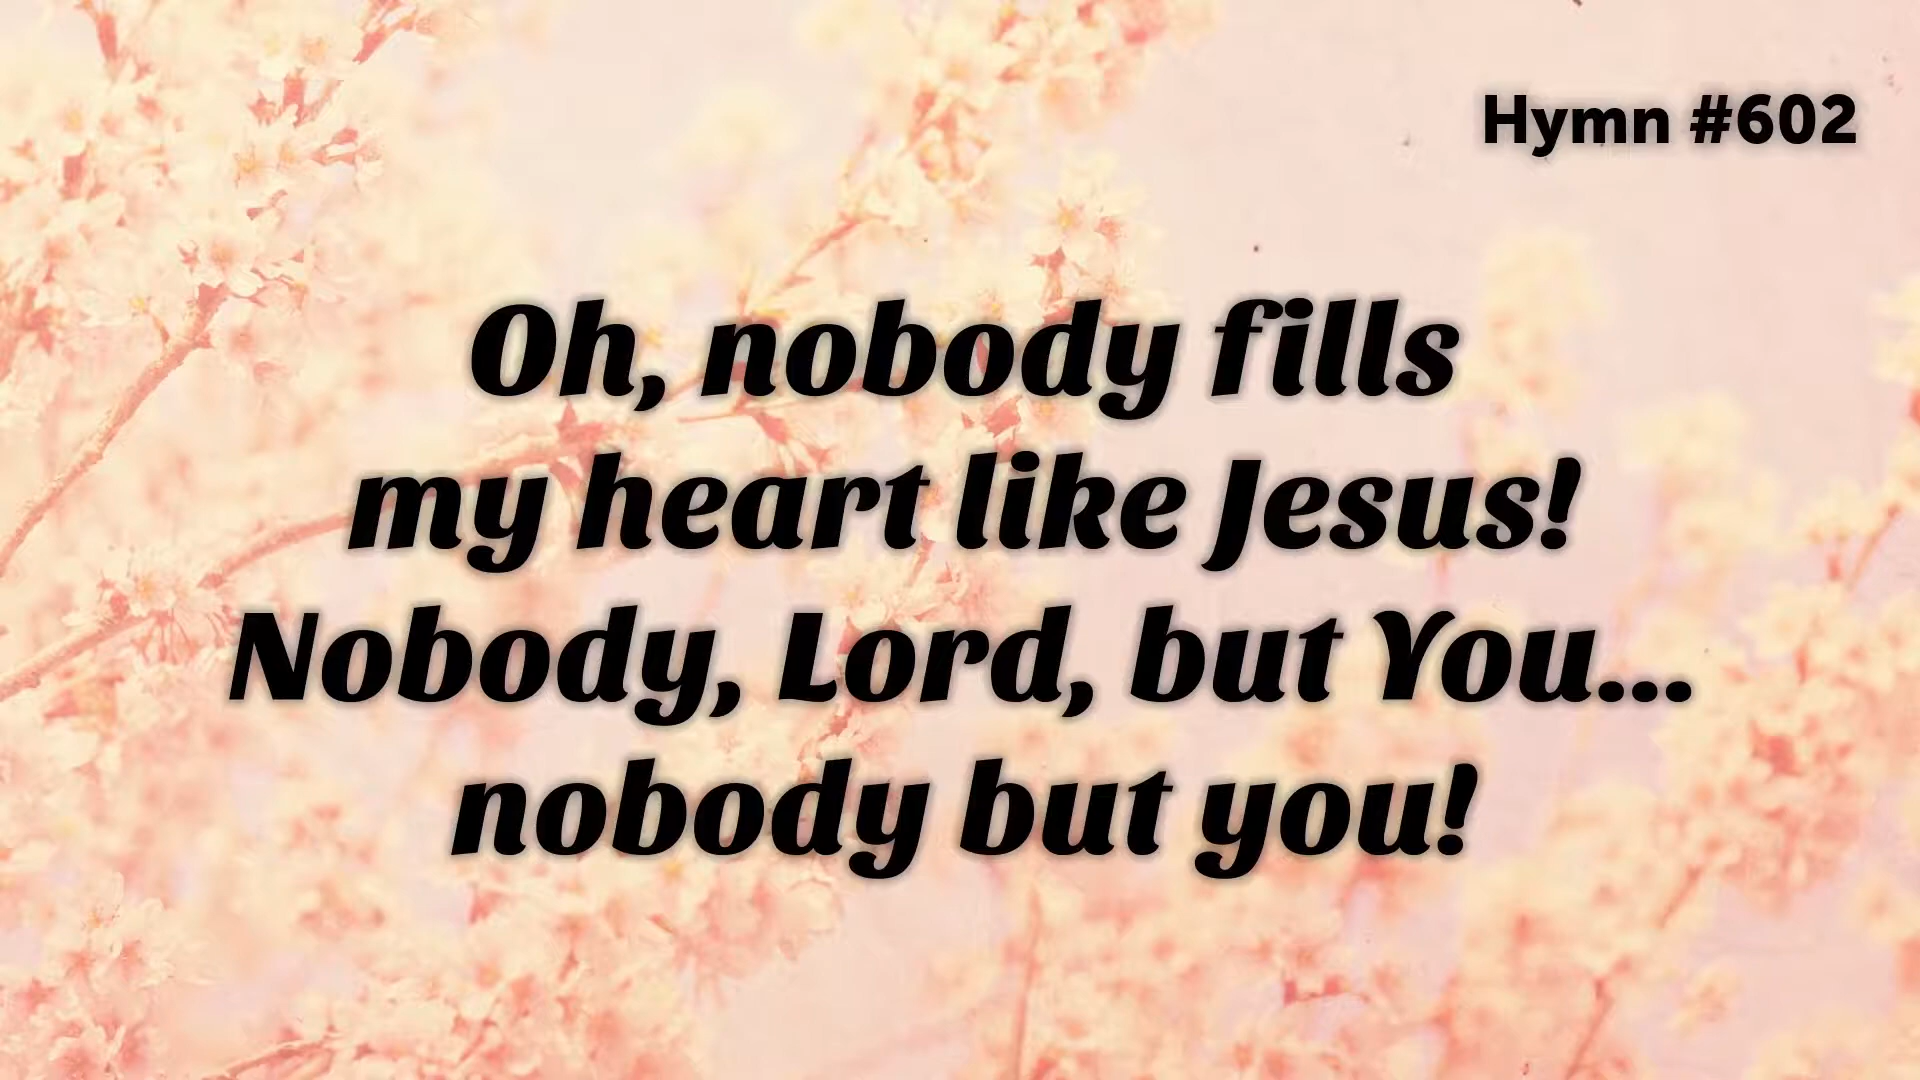 Hymn #602
Oh, nobody fills
my heart like Jesus!
Nobody, Lord, but You...
nobody but you!